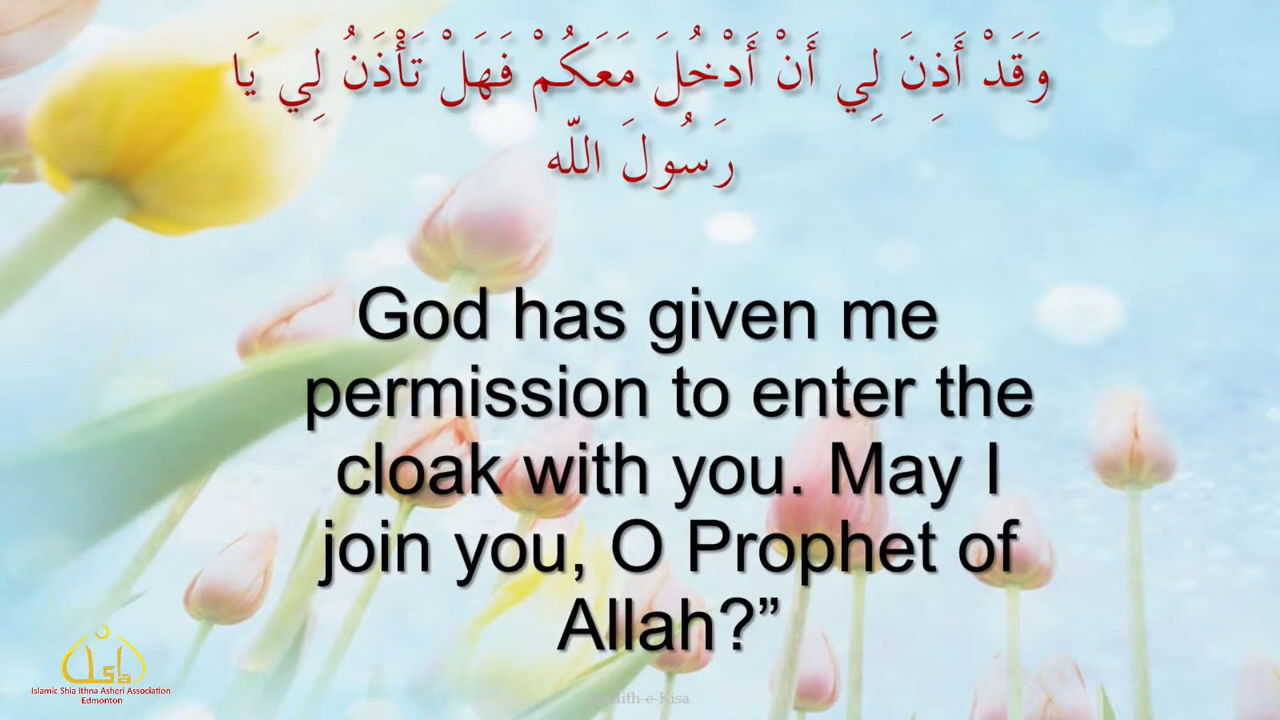 وَقَدْ أَذِنَ لِي أَنْ أَدْخُلَ مَعَكُمْ فَهَلْ تَأْذَنُ لِي يَا
رَسُولَ اللّه
God has given me
permission to enter the
cloak with you. May I
join you, O Prophet of
Allah?”
Islamic Shia Ithna Asheri Association
Edmonton